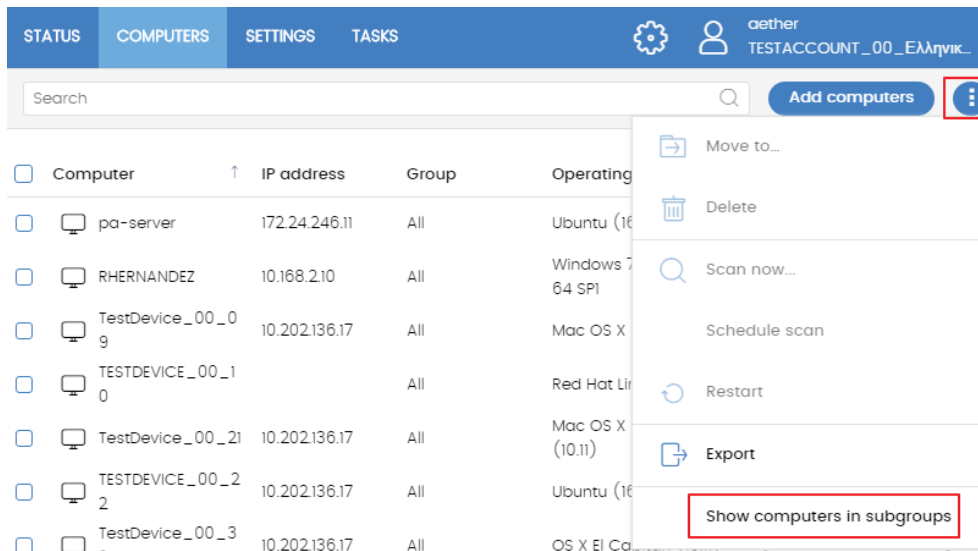 STATUS COMPUTERS SETTINGS TASKS
aether
TESTACCOUNT_00_Ελληνικ...
Search
Add computers
Computer IP address Group Operating
pa-server 172.24.246.11 All Ubuntu (16
RHERNANDEZ 10.168.2.10 All Windows 7
64 SP1
TestDevice_00_0
9
10.202.136.17 All Mac OS X
TESTDEVICE_00_1
0
All Red Hat Lin
TestDevice_00_21 10.202.136.17 All Mac OS X
(10.11)
TESTDEVICE_00_2
2
10.202.136.17 All Ubuntu (16
TestDevice_00_3
10.202.136.17 All OS X El
Move to...
Delete
Scan now...
Schedule scan
Restart
Export
Show computers in subgroups